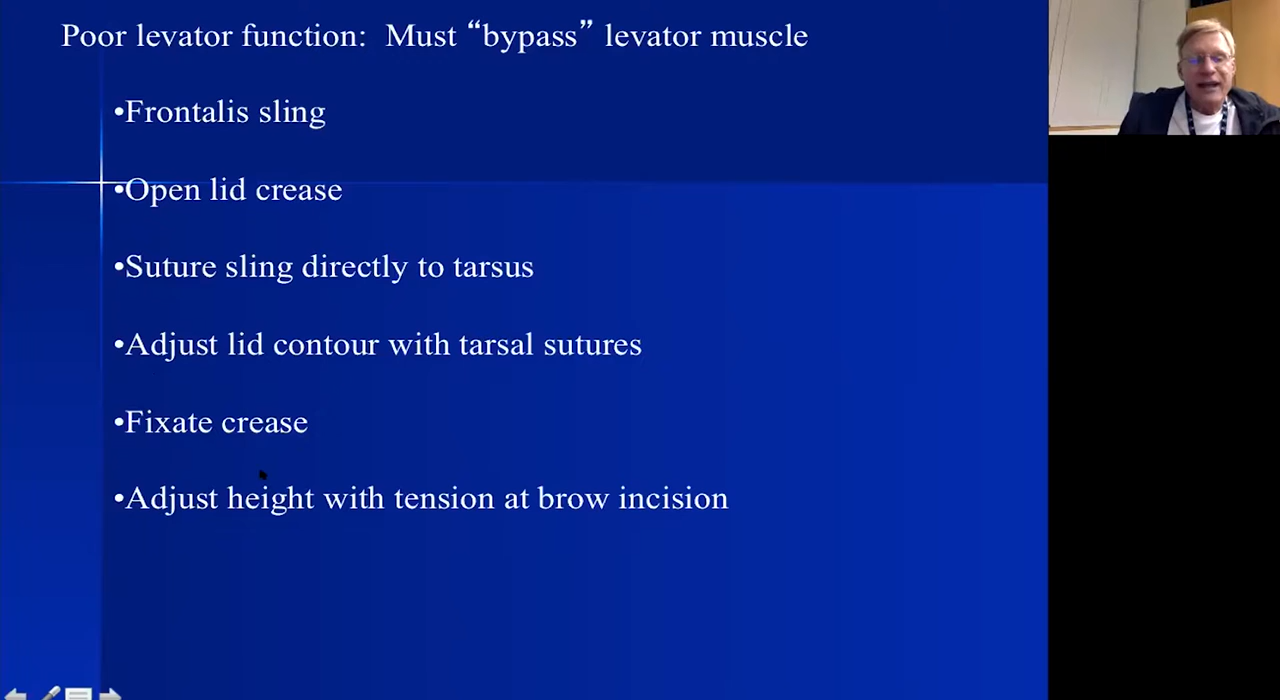 Poor levator function:  Must “bypass” levator muscle
•Frontalis sling
•Open lid crease
•Suture sling directly to tarsus
•Adjust lid contour with tarsal sutures
•Fixate crease
•Adjust height with tension at brow incision